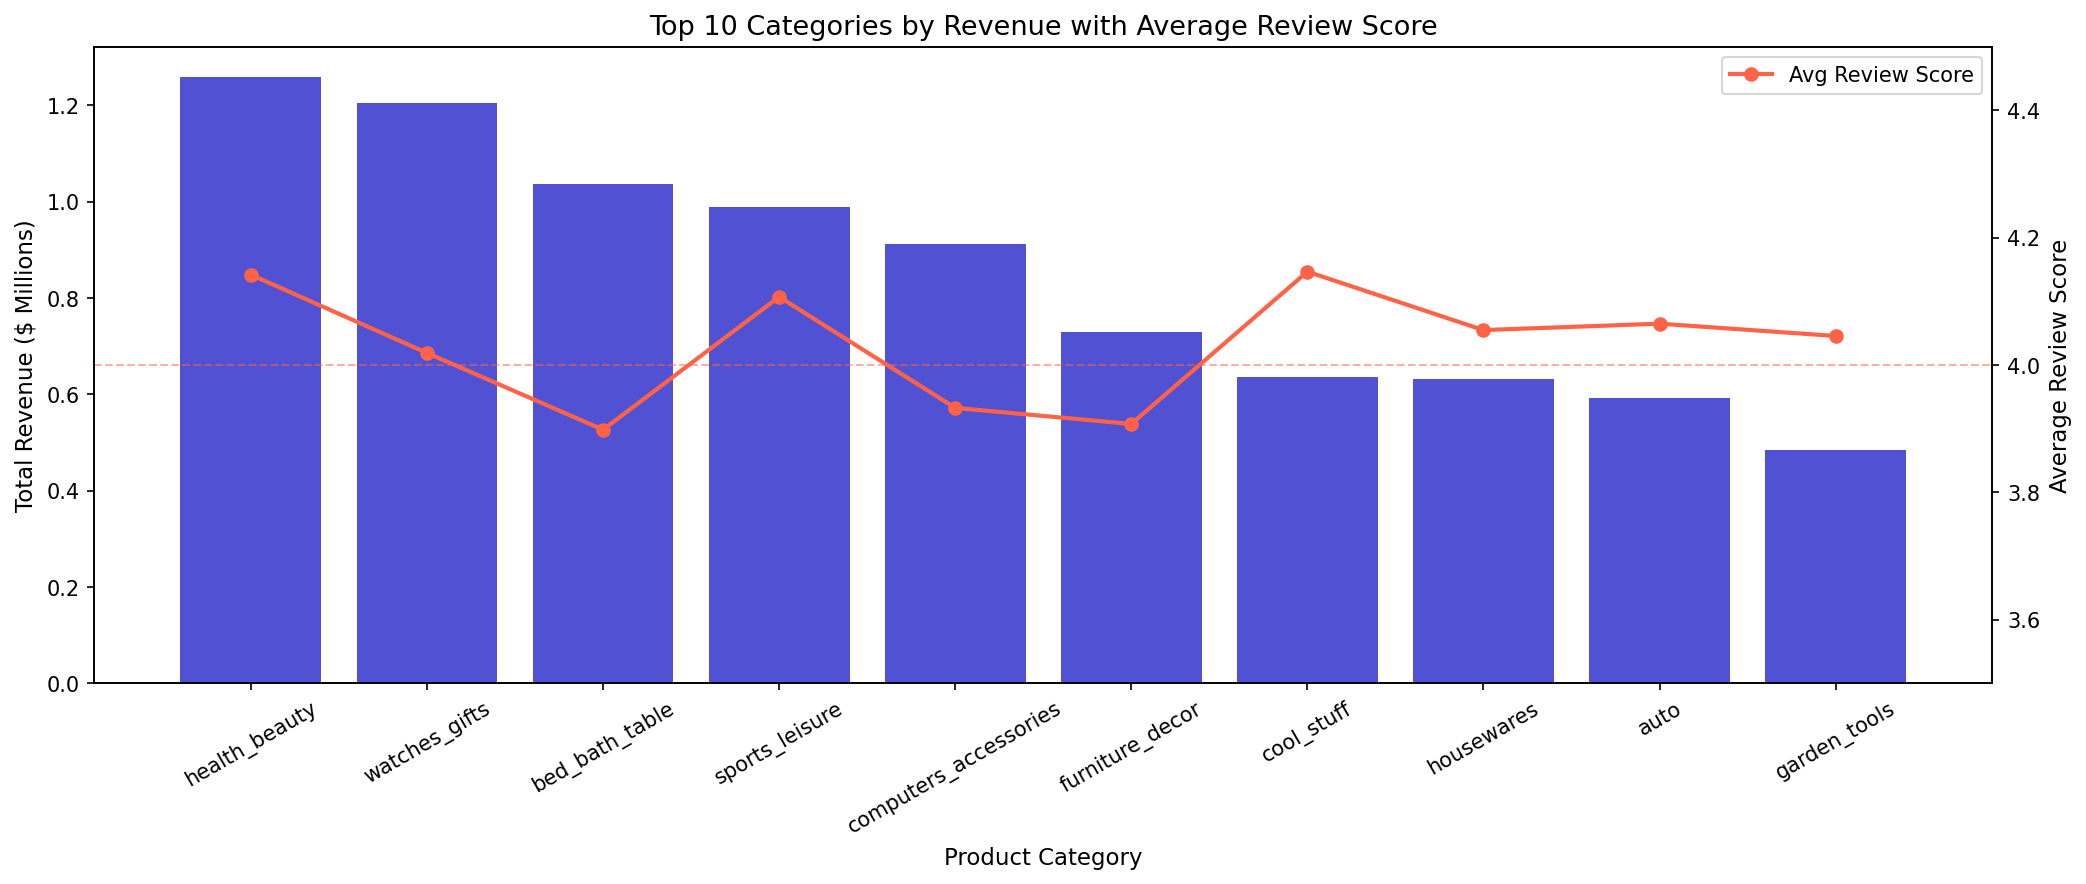 Top 10 Categories by Revenue with Average Review Score
Avg Review Score
Total Revenue ($ Millions)
1.2
1.0
0.8
0.6
0.4
0.2
0.0
4.4
4.2
4.0
3.8
3.6
Average Review Score
health_beauty
watches_gifts
bed_bath_table
sports_leisure
computers_accessories
furniture_decor
cool_stuff
housewares
auto
garden_tools
Product Category